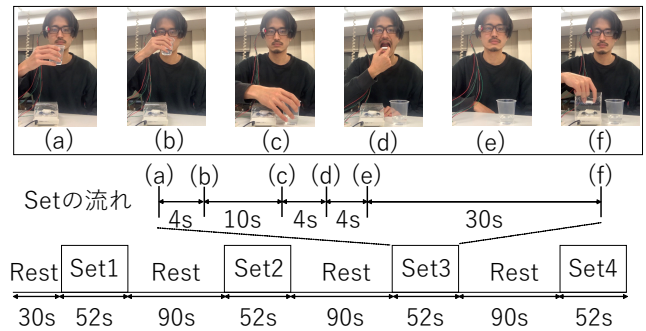 (a) (b) (c) (d) (e) (f)
(a) (b) (c) (d) (e) (f)
Setの流れ
4s 10s 4s 4s 30s
Rest Set1 Rest Set2 Rest Set3 Rest Set4
30s 52s 90s 52s 90s 52s 90s 52s